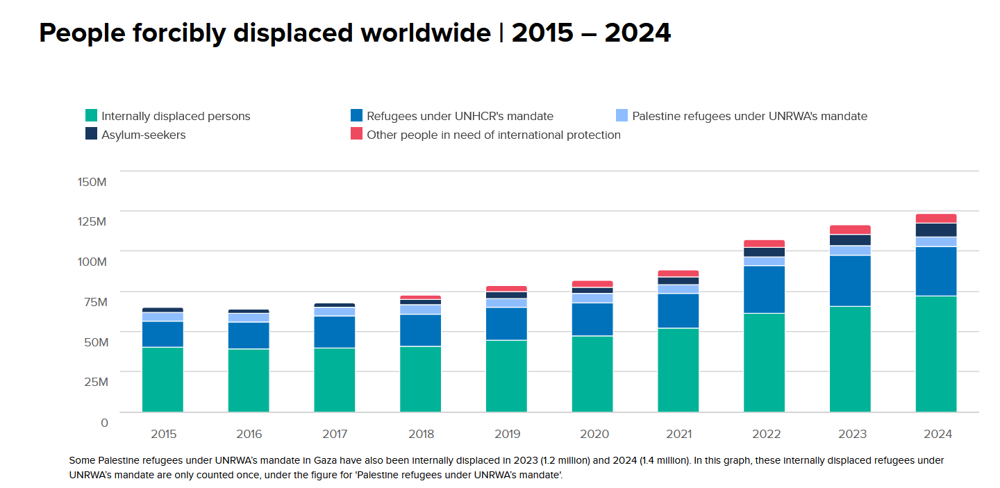 People forcibly displaced worldwide | 2015 – 2024
Internally displaced persons
Refugees under UNHCR's mandate
Palestine refugees under UNRWA's mandate
Asylum-seekers
Other people in need of international protection
150M
125M
100M
75M
50M
25M
0
2015 2016 2017 2018 2019 2020 2021 2022 2023 2024
Some Palestine refugees under UNRWA’s mandate in Gaza have also been internally displaced in 2023 (1.2 million) and 2024 (1.4 million). In this graph, these internally displaced refugees under
UNRWA’s mandate are only counted once, under the figure for 'Palestine refugees under UNRWA’s mandate'.